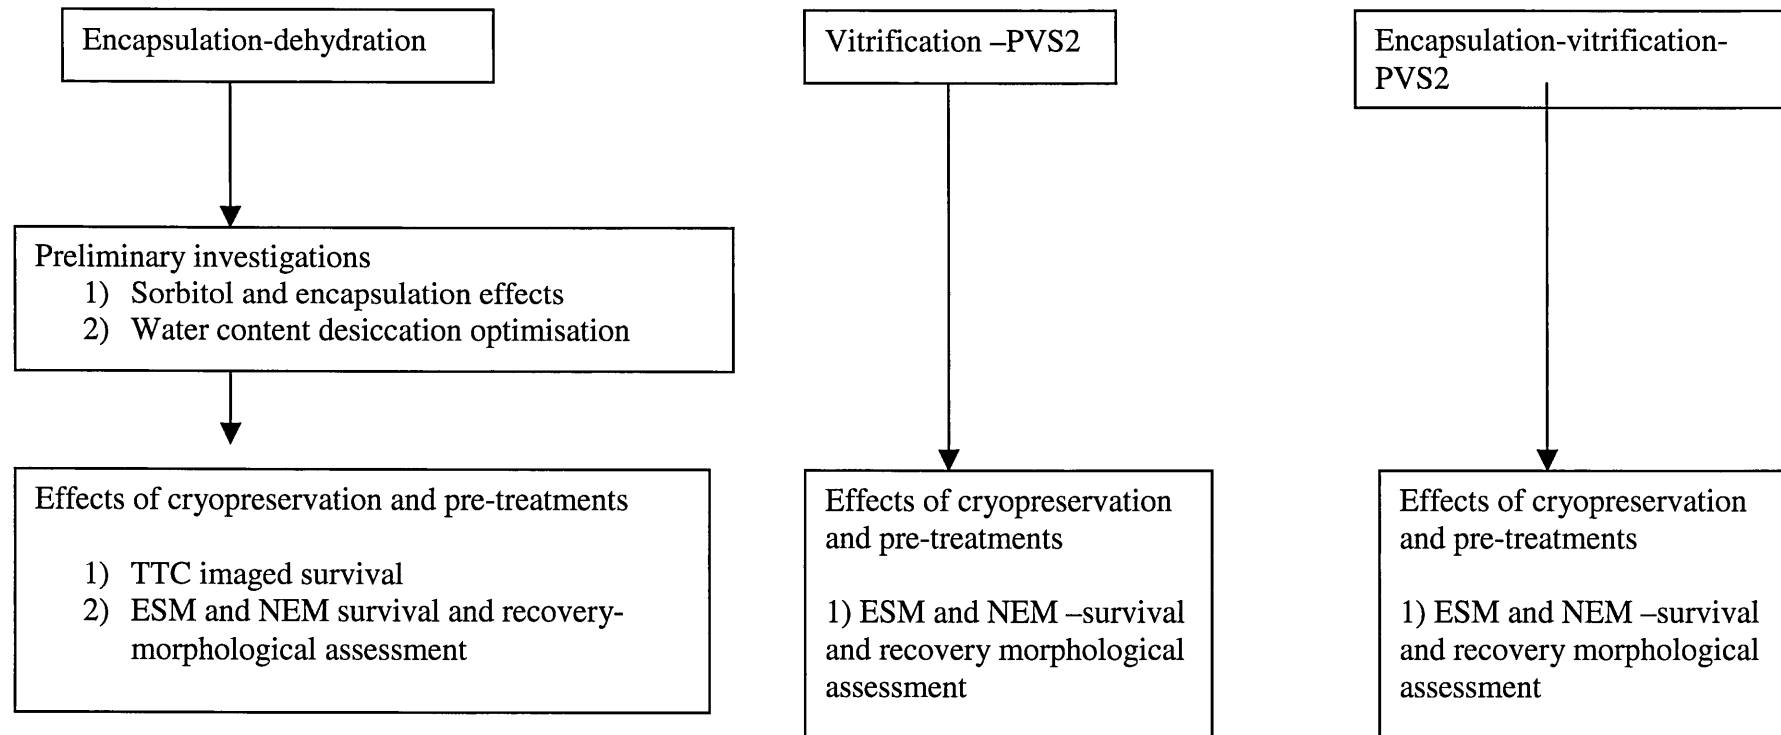 Encapsulation-dehydration
Vitrification –PVS2
Encapsulation-vitrification-
PVS2
Preliminary investigations
1) Sorbitol and encapsulation effects
2) Water content desiccation optimisation
Effects of cryopreservation and pre-treatments
1) TTC imaged survival
2) ESM and NEM survival and recovery-
morphological assessment
Effects of cryopreservation
and pre-treatments
1) ESM and NEM –survival
and recovery morphological
assessment
Effects of cryopreservation
and pre-treatments
1) ESM and NEM –survival
and recovery morphological
assessment